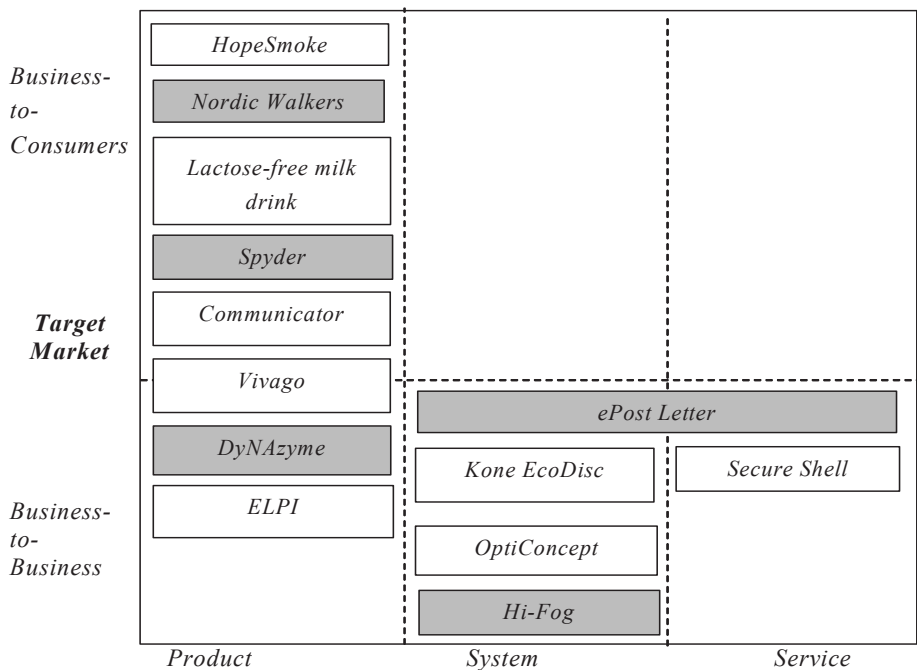 HopeSmoke
Business-
to-
Consumers
Nordic Walkers
Lactose-free milk
drink
Spyder
Communicator
Target
Market
Vivago
ePost Letter
DyNAzyme
Kone EcoDisc
Secure Shell
ELPI
Business-
to-
Business
OptiConcept
Hi-Fog
Product
System
Service